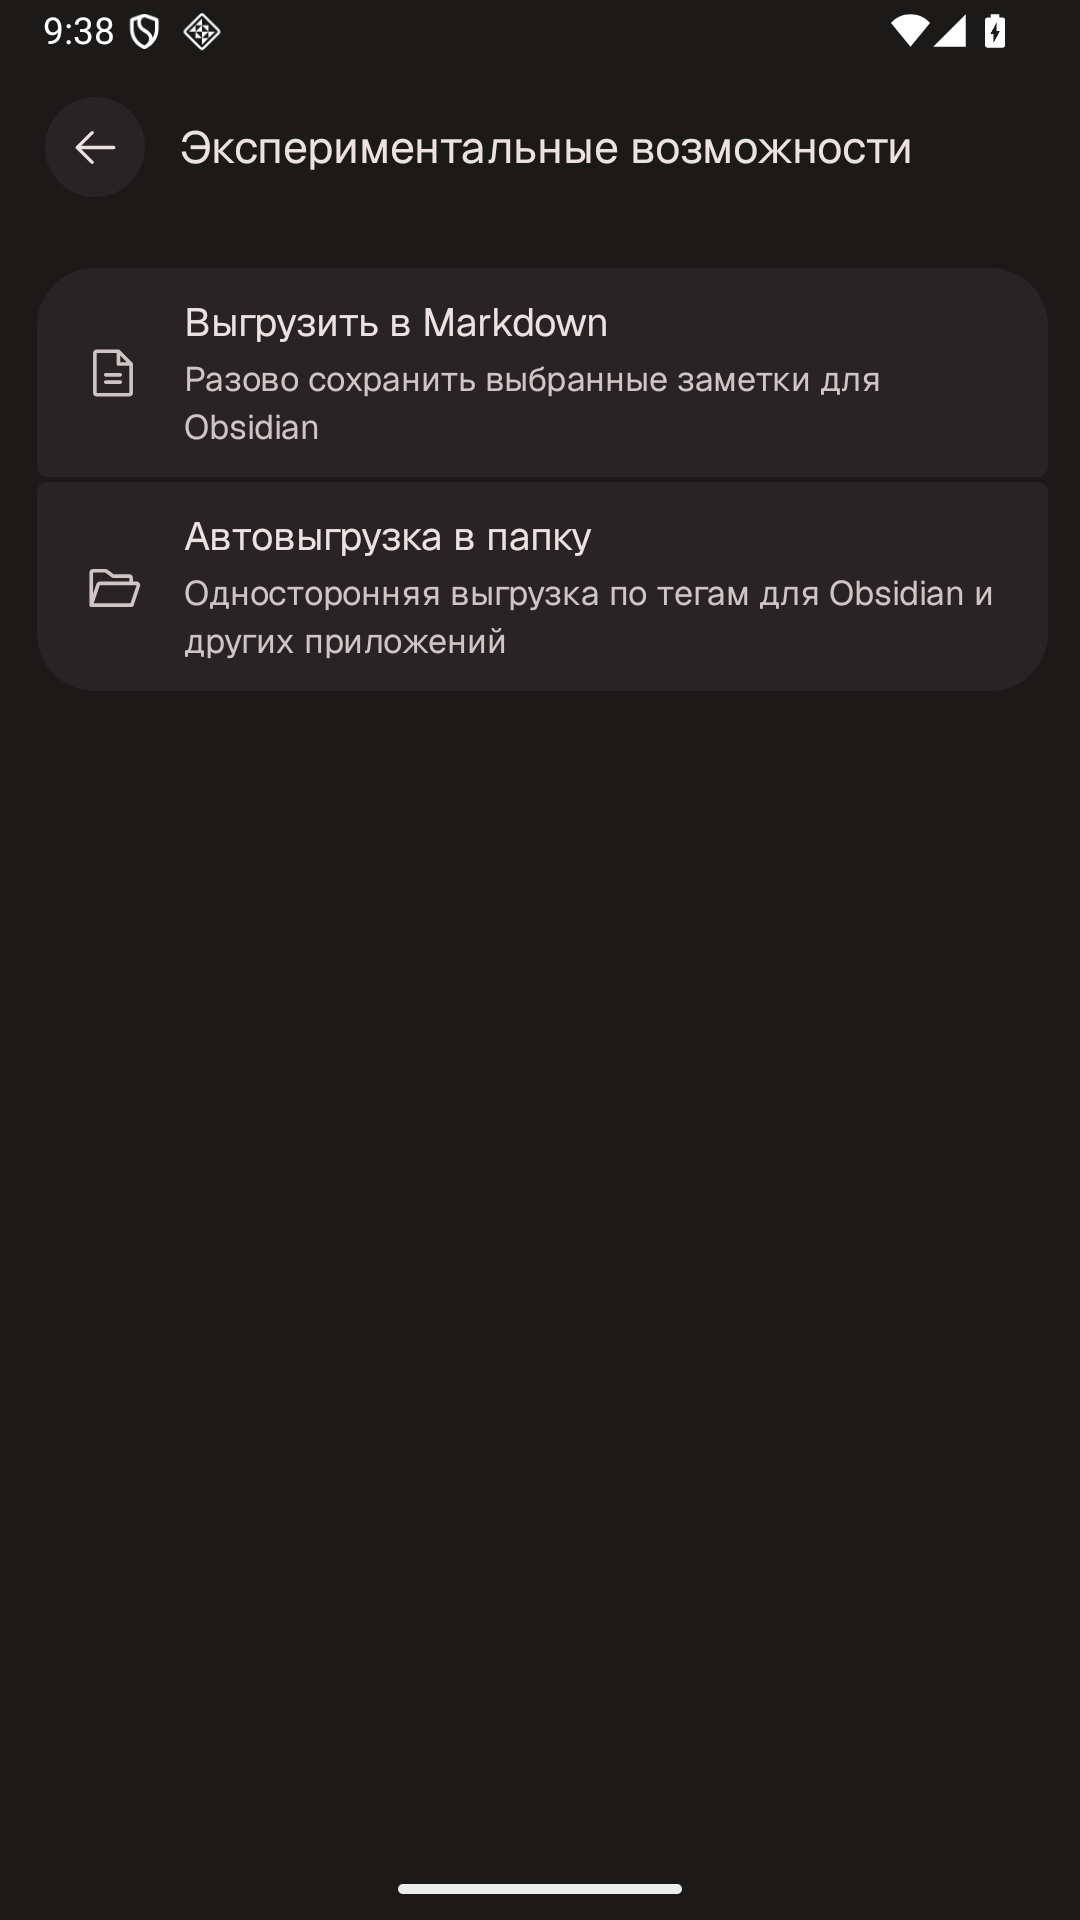 9:38
Экспериментальные возможности
Выгрузить в Markdown
Разово сохранить выбранные заметки для
Obsidian
Автовыгрузка в папку
Односторонняя выгрузка по тегам для Obsidian и
других приложений